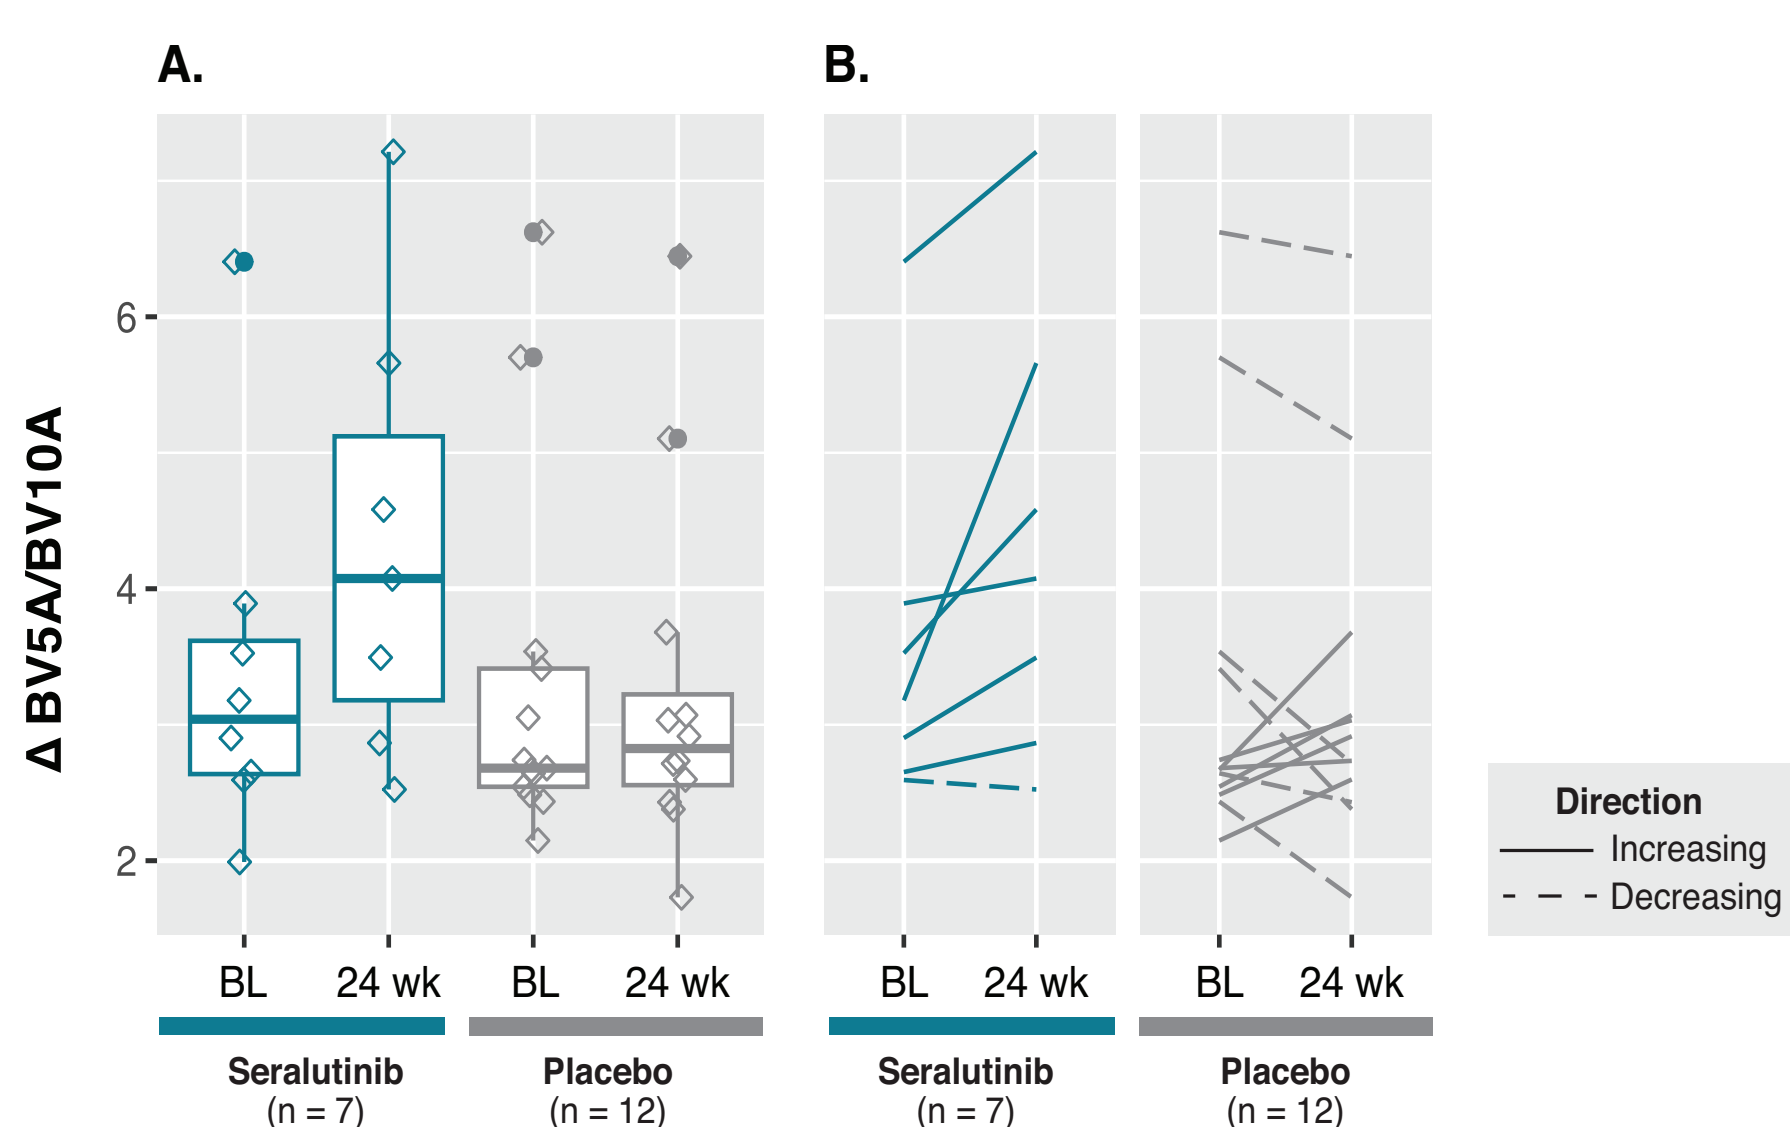 A.
B.
Δ BV5A/BV10A
6
4
2
BL 24 wk BL 24 wk
BL 24 wk BL 24 wk
Seralutinib
(n = 7)
Placebo
(n = 12)
Seralutinib
(n = 7)
Placebo
(n = 12)
Direction
Increasing
Decreasing